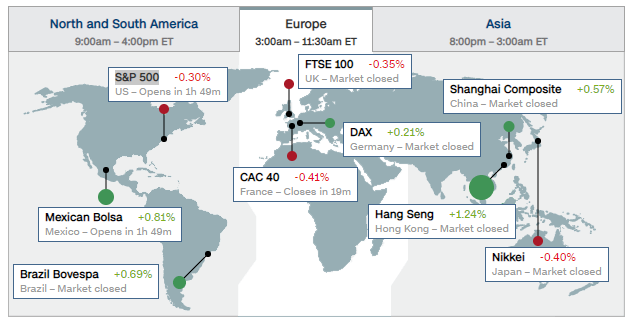 North and South America
9:00am – 4:00pm ET
Europe
3:00am – 11:30am ET
Asia
8:00pm – 3:00am ET
S&P 500 -0.30%
US – Opens in 1h 49m
FTSE 100 -0.35%
UK – Market closed
Shanghai Composite +0.57%
China – Market closed
DAX +0.21%
Germany – Market closed
CAC 40 -0.41%
France – Closes in 19m
Mexican Bolsa +0.81%
Mexico – Opens in 1h 49m
Hang Seng +1.24%
Hong Kong – Market closed
Nikkei -0.40%
Japan – Market closed
Brazil Bovespa +0.69%
Brazil – Market closed